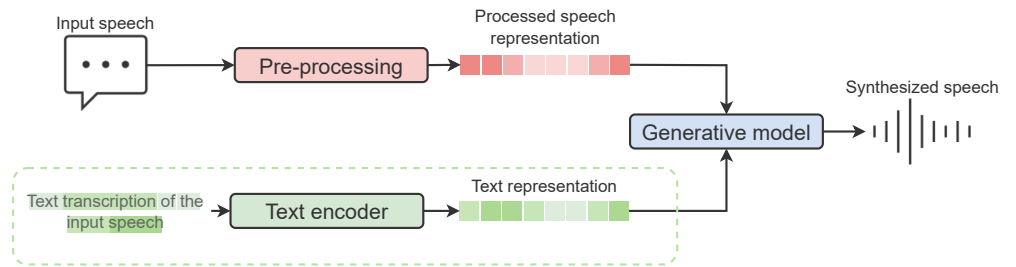 Input speech
Processed speech
representation
Pre-processing
Synthesized speech
Generative model
Text representation
Text transcription of the
input speech
Text encoder